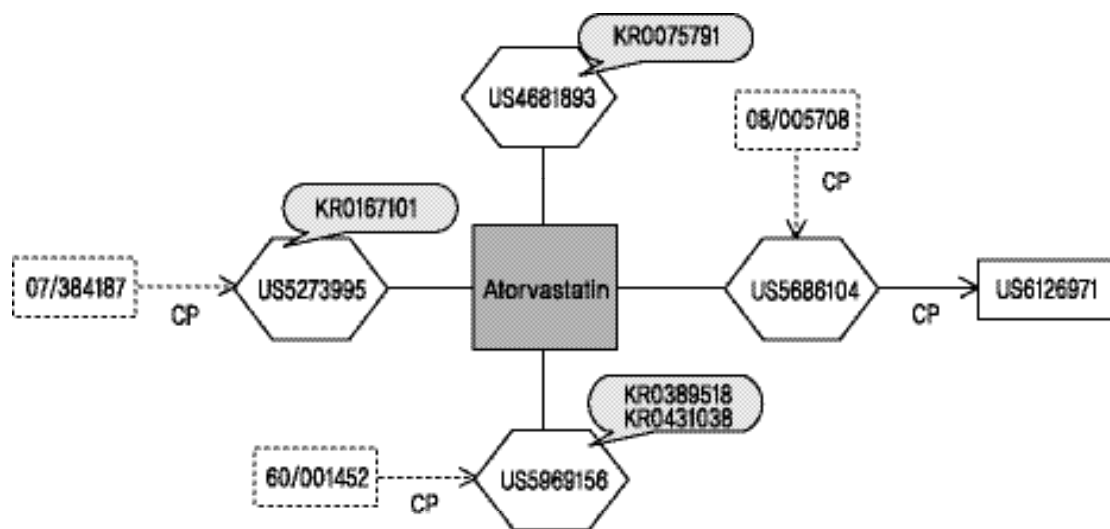 KR0075791
US4681893
08/005708
CP
KR0167101
07/384187
CP
US5273995
Atorvastatin
US5686104
CP
US6126971
KR0389518
KR0431038
60/001452
CP
US5969156